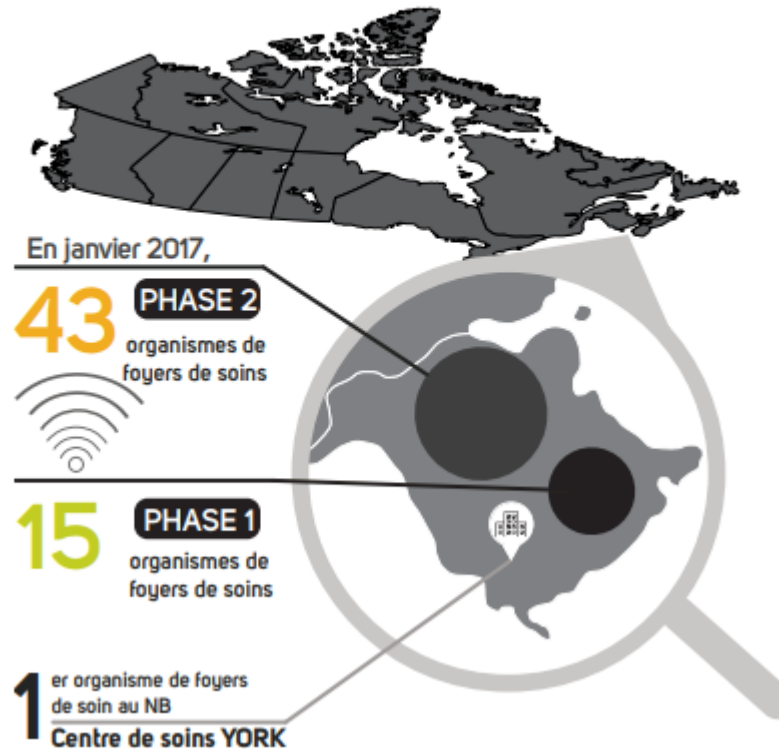 En janvier 2017,
43
PHASE 2
organismes de
foyers de soins
15
PHASE 1
organismes de
foyers de soins
1
er organisme de foyers
de soin au NB
Centre de soins YORK